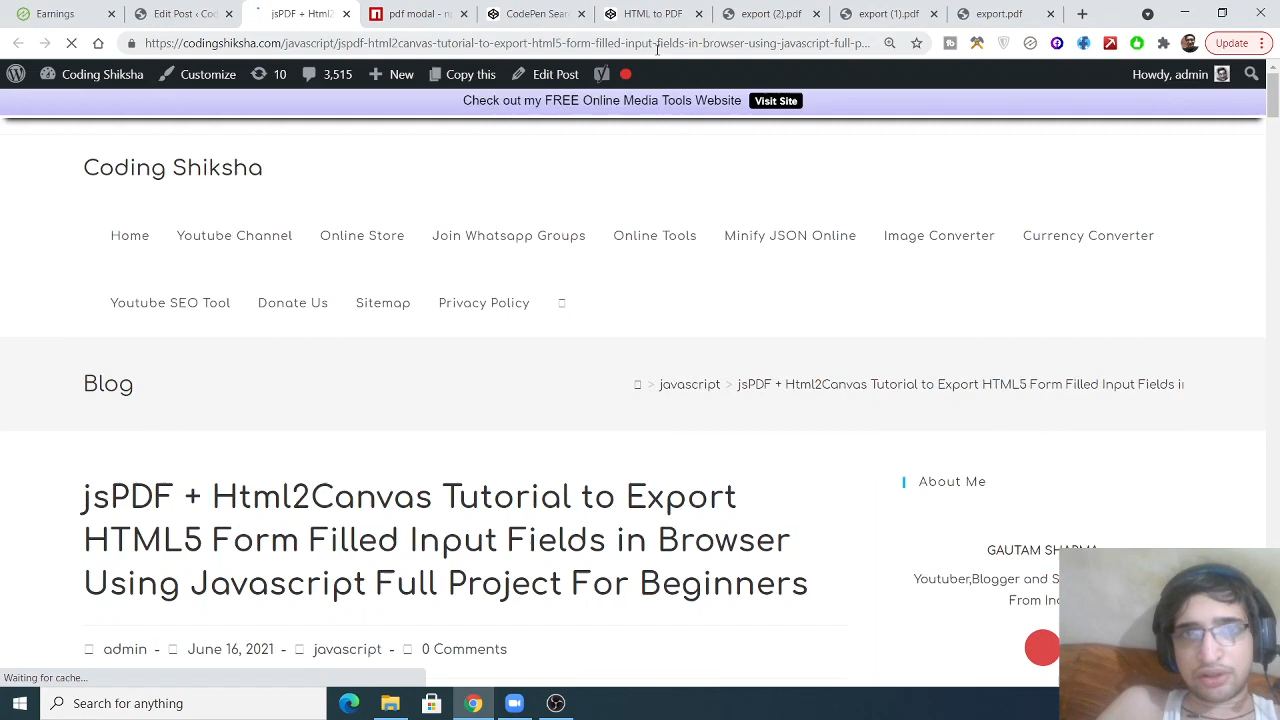 Earnings
Edit Post ‹ Cod
jsPDF + Html2
pdf modal - n
CodePen Sear
HTML to PDF
export (2).pdf
export (1).pdf
export.pdf
https://codingshiksha.com/javascript/jspdf-html2canvas-tutorial-to-export-html5-form-filled-input-fields-in-browser-using-javascript-full-p...
Update
Coding Shiksha
Customize
10
3,515
New
Copy this
Edit Post
Howdy, admin
Check out my FREE Online Media Tools Website
Visit Site
Coding Shiksha
Home
Youtube Channel
Online Store
Join Whatsapp Groups
Online Tools
Minify JSON Online
Image Converter
Currency Converter
Youtube SEO Tool
Donate Us
Sitemap
Privacy Policy
Blog
> javascript > jsPDF + Html2Canvas Tutorial to Export HTML5 Form Filled Input Fields in
jsPDF + Html2Canvas Tutorial to Export
HTML5 Form Filled Input Fields in Browser
Using Javascript Full Project For Beginners
About Me
GAUTAM SHARMA
Youtuber,Blogger and S
From In
admin - June 16, 2021 - javascript - 0 Comments
Waiting for cache...
Search for anything